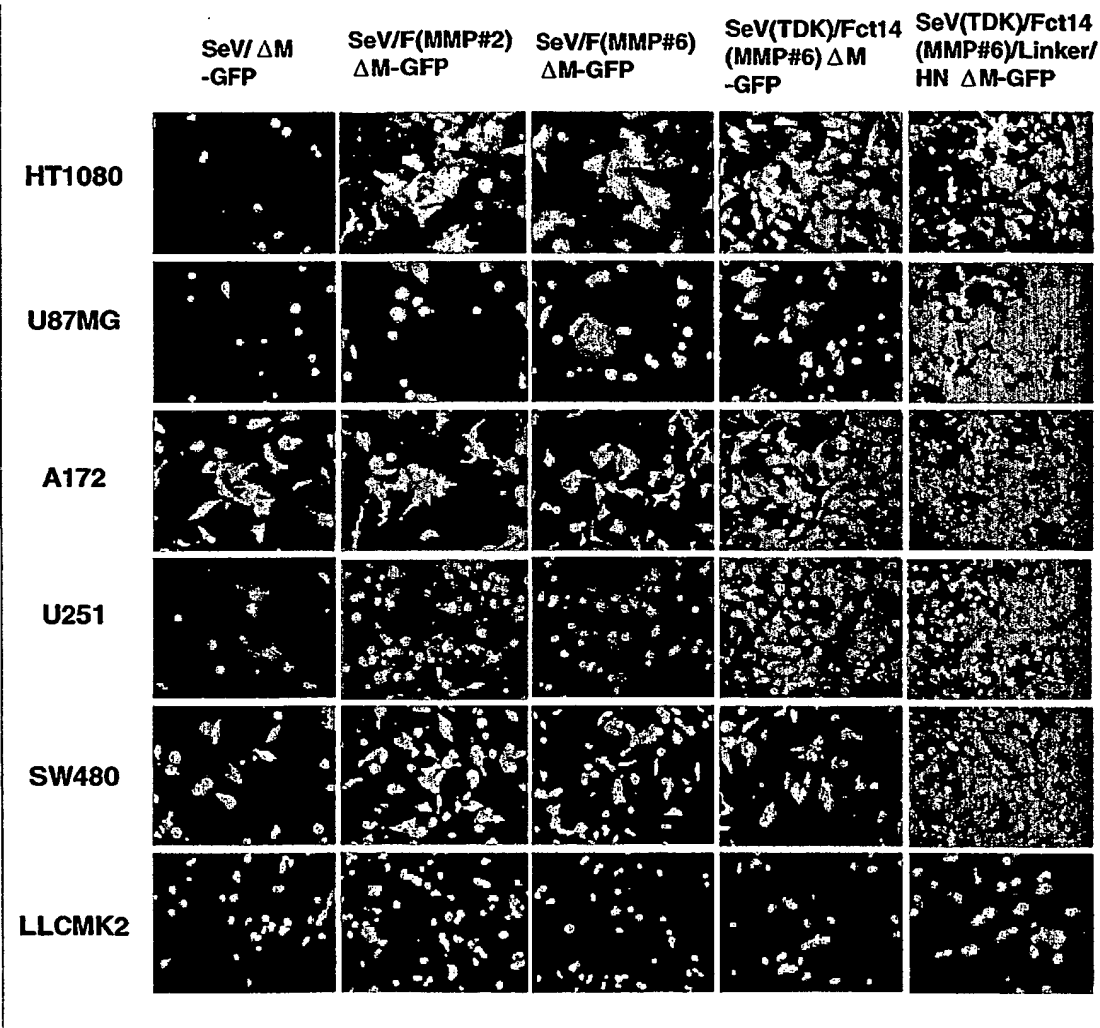 SeV/ ΔM
-GFP
SeV/F(MMP#2)
ΔM-GFP
SeV/F(MMP#6)
ΔM-GFP
SeV(TDK)/Fct14
(MMP#6) ΔM
-GFP
SeV(TDK)/Fct14
(MMP#6)/Linker/
HN ΔM-GFP
HT1080
U87MG
A172
U251
SW480
LLCMK2